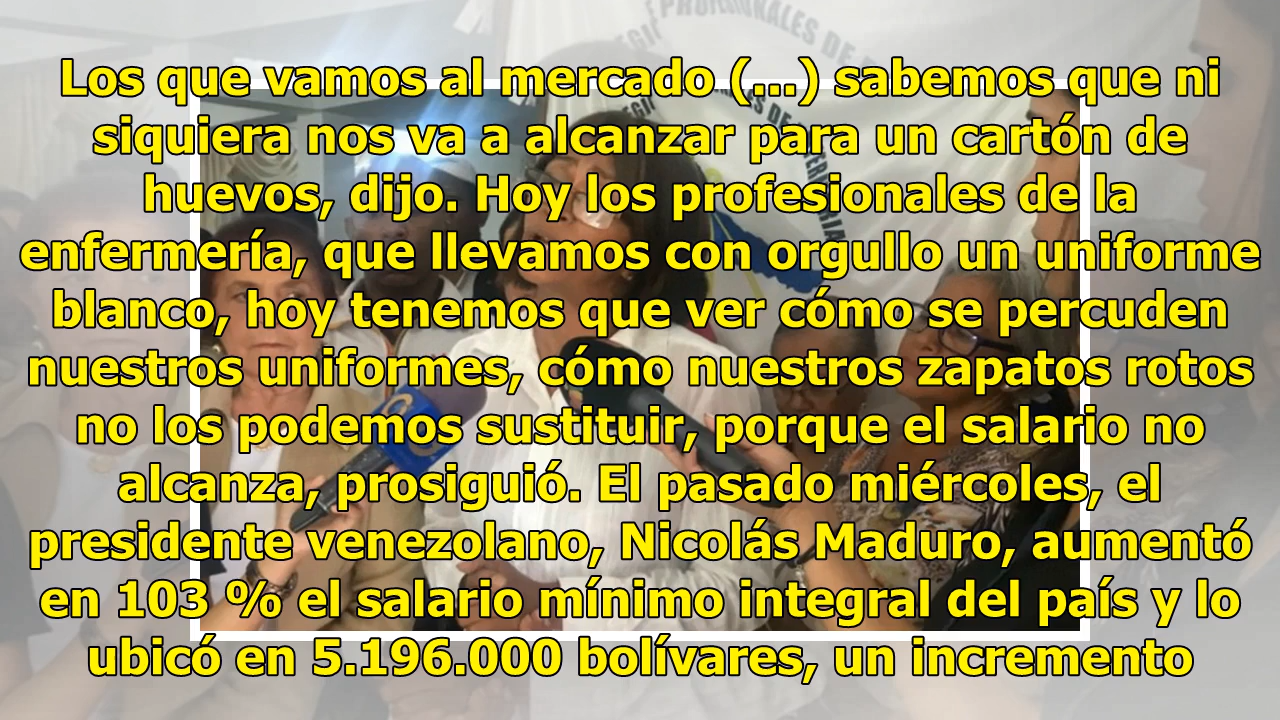 PROFESIONALES DE
Los que vamos al mercado (...) sabemos que ni
siquiera nos va a alcanzar para un cartón de
huevos, dijo. Hoy los profesionales de la
enfermería, que llevamos con orgullo un uniforme
blanco, hoy tenemos que ver cómo se percuden
nuestros uniformes, cómo nuestros zapatos rotos
no los podemos sustituir, porque el salario no
alcanza, prosiguió. El pasado miércoles, el
presidente venezolano, Nicolás Maduro, aumentó
en 103 % el salario mínimo integral del país y lo
ubicó en 5.196.000 bolívares, un incremento